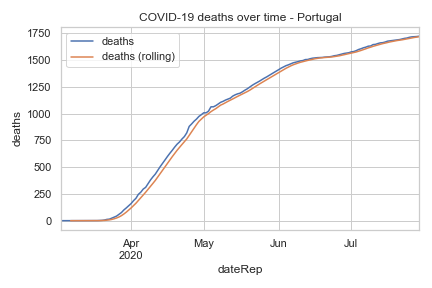 COVID-19 deaths over time - Portugal
deaths
deaths (rolling)
1750
1500
1250
1000
750
500
250
0
deaths
Apr
2020
May
Jun
Jul
dateRep